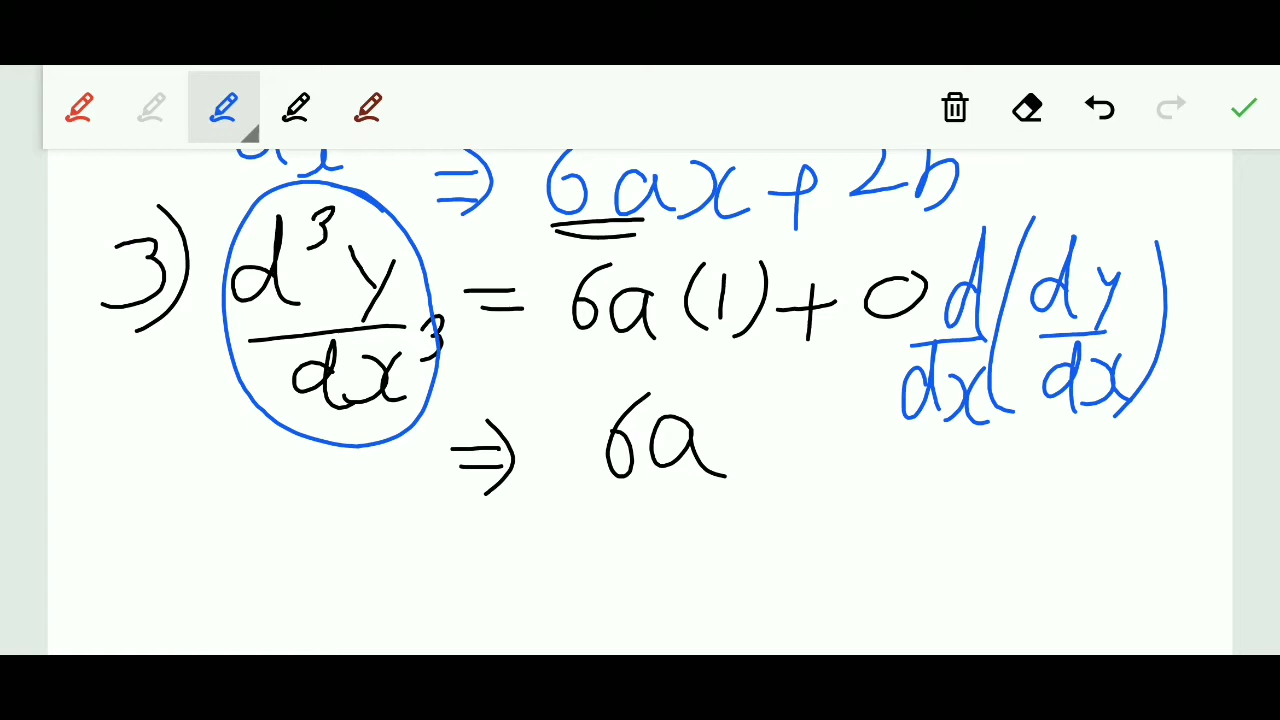 ⇒ 6ax + 2b
3) d³y/dx³ = 6a(1) + 0 d/dx (dy/dx)
⇒ 6a